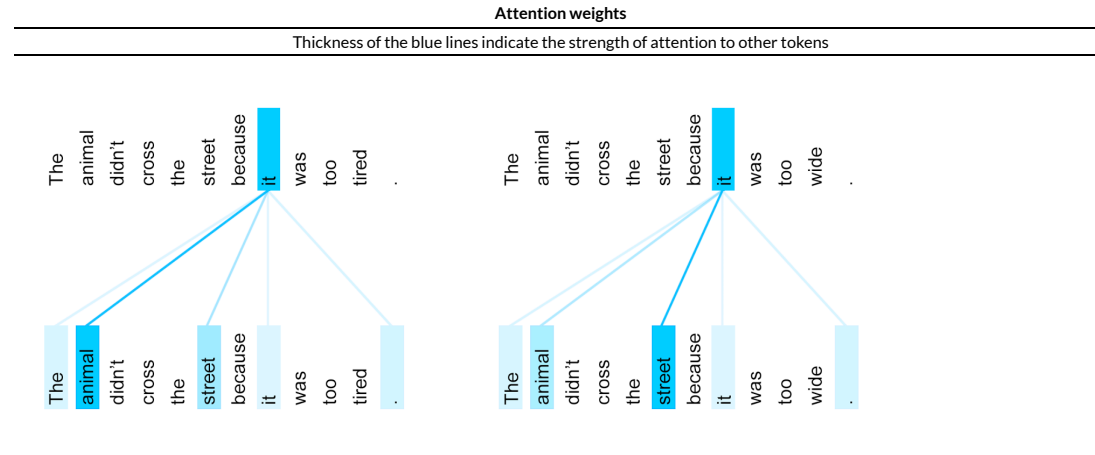 Attention weights
Thickness of the blue lines indicate the strength of attention to other tokens
The animal didn't cross the street because it was too tired .
The animal didn't cross the street because it was too wide .
The animal didn't cross the street because it was too tired .
The animal didn't cross the street because it was too wide .